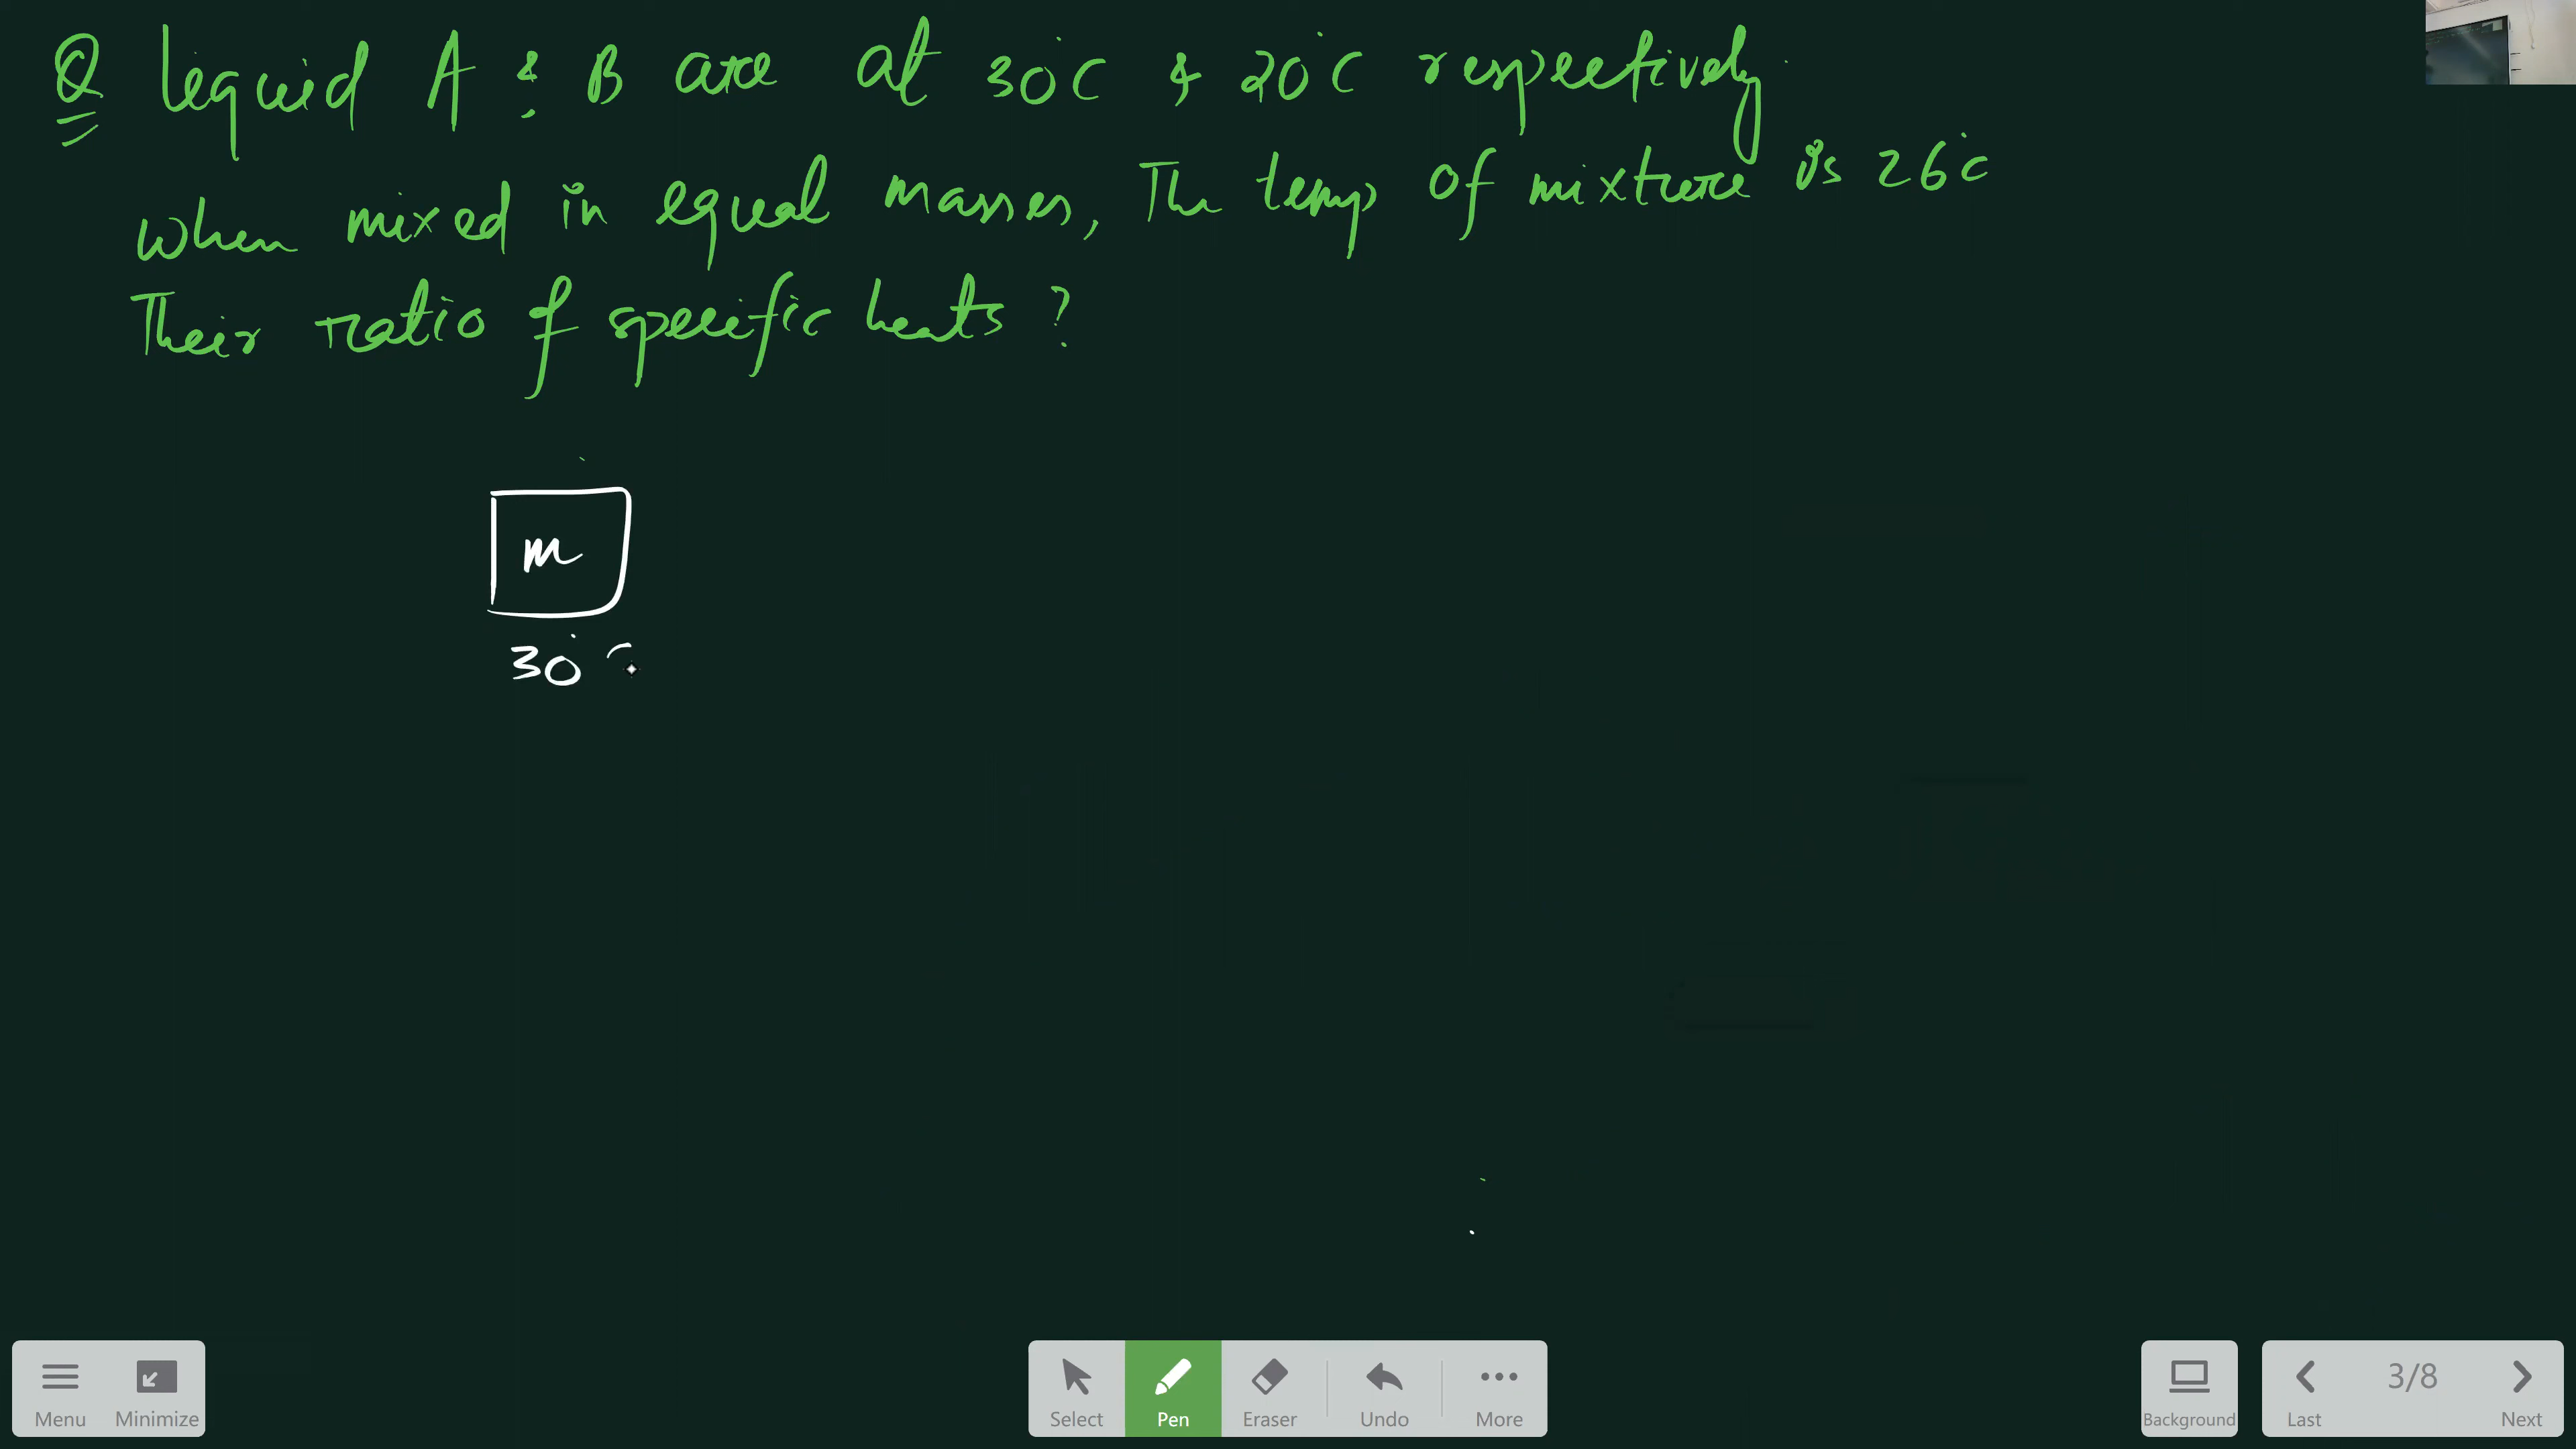 Q liquid A & B are at 30°C & 20°C respectively.
when mixed in equal masses, The temp of mixture is 26°C
Their ratio of specific heats ?
m
30°
Menu
Minimize
Select
Pen
Eraser
Undo
More
Background
Last
3/8
Next